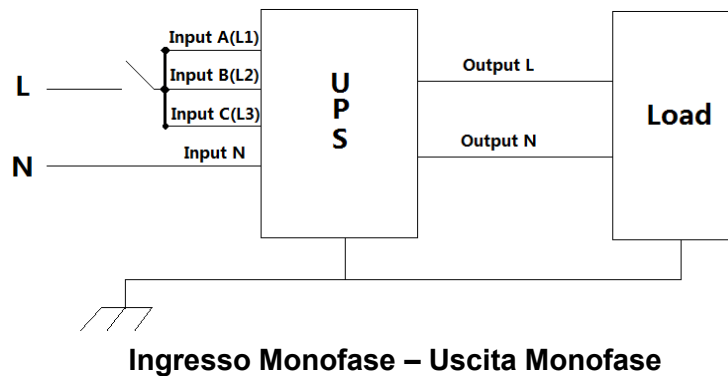 Input A(L1)
L
Input B(L2)
Input C(L3)
N
Input N
U
P
S
Output L
Output N
Load
Ingresso Monofase – Uscita Monofase